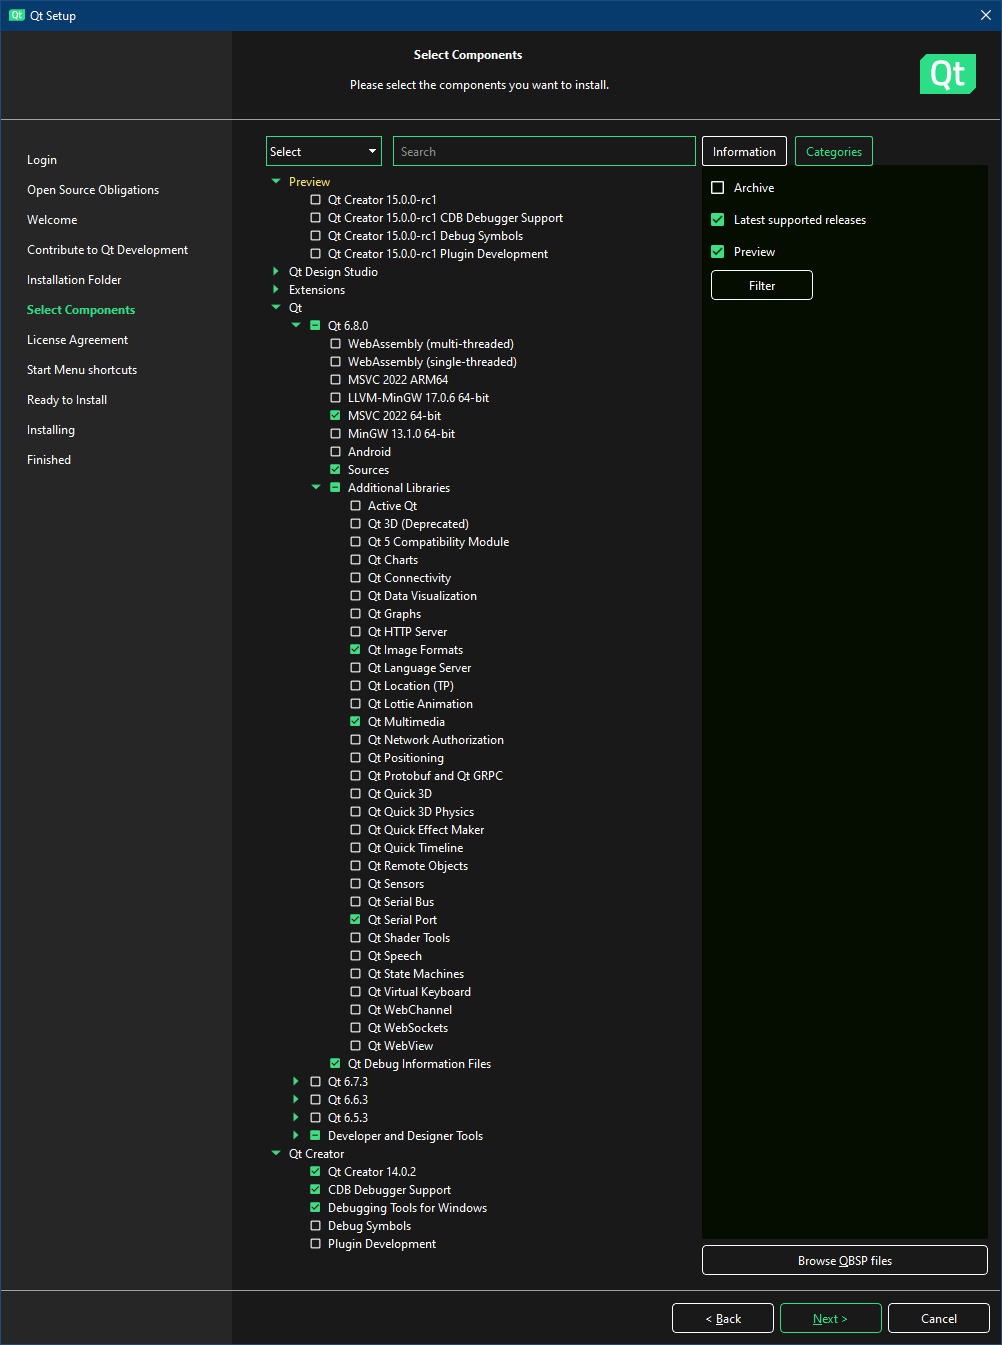 Qt Qt Setup
Select Components
Please select the components you want to install.
Qt
Login
Open Source Obligations
Welcome
Contribute to Qt Development
Installation Folder
Select Components
License Agreement
Start Menu shortcuts
Ready to Install
Installing
Finished
Select
Search
Preview
Qt Creator 15.0.0-rc1
Qt Creator 15.0.0-rc1 CDB Debugger Support
Qt Creator 15.0.0-rc1 Debug Symbols
Qt Creator 15.0.0-rc1 Plugin Development
Qt Design Studio
Extensions
Qt
Qt 6.8.0
WebAssembly (multi-threaded)
WebAssembly (single-threaded)
MSVC 2022 ARM64
LLVM-MinGW 17.0.6 64-bit
MSVC 2022 64-bit
MinGW 13.1.0 64-bit
Android
Sources
Additional Libraries
Active Qt
Qt 3D (Deprecated)
Qt 5 Compatibility Module
Qt Charts
Qt Connectivity
Qt Data Visualization
Qt Graphs
Qt HTTP Server
Qt Image Formats
Qt Language Server
Qt Location (TP)
Qt Lottie Animation
Qt Multimedia
Qt Network Authorization
Qt Positioning
Qt Protobuf and Qt GRPC
Qt Quick 3D
Qt Quick 3D Physics
Qt Quick Effect Maker
Qt Quick Timeline
Qt Remote Objects
Qt Sensors
Qt Serial Bus
Qt Serial Port
Qt Shader Tools
Qt Speech
Qt State Machines
Qt Virtual Keyboard
Qt WebChannel
Qt WebSockets
Qt WebView
Qt Debug Information Files
Qt 6.7.3
Qt 6.6.3
Qt 6.5.3
Developer and Designer Tools
Qt Creator
Qt Creator 14.0.2
CDB Debugger Support
Debugging Tools for Windows
Debug Symbols
Plugin Development
Information
Categories
Archive
Latest supported releases
Preview
Filter
Browse QBSP files
< Back
Next >
Cancel